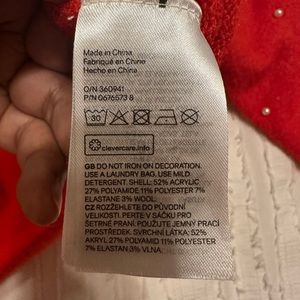 Made in China
Fabriqué en Chine
Hecho en China
O/N 360941
P/N 0676573 8
30
clevercare.info
GB DO NOT IRON ON DECORATION.
USE A LAUNDRY BAG. USE MILD
DETERGENT. SHELL: 52% ACRYLIC
27% POLYAMIDE 11% POLYESTER 7%
ELASTANE 3% WOOL.
CZ ROZHLEĎTE DO PŮVODNÍ
VELIKOSTI. PERTE V SÁČKU PRO
ŠETRNÉ PRANÍ. POUŽIJTE JEMNÝ PRACÍ
PROSTŘEDEK. SVRCHNÍ LÁTKA: 52%
AKRYL 27% POLYAMID 11% POLYESTER
7% ELASTAN 3% VLNA.